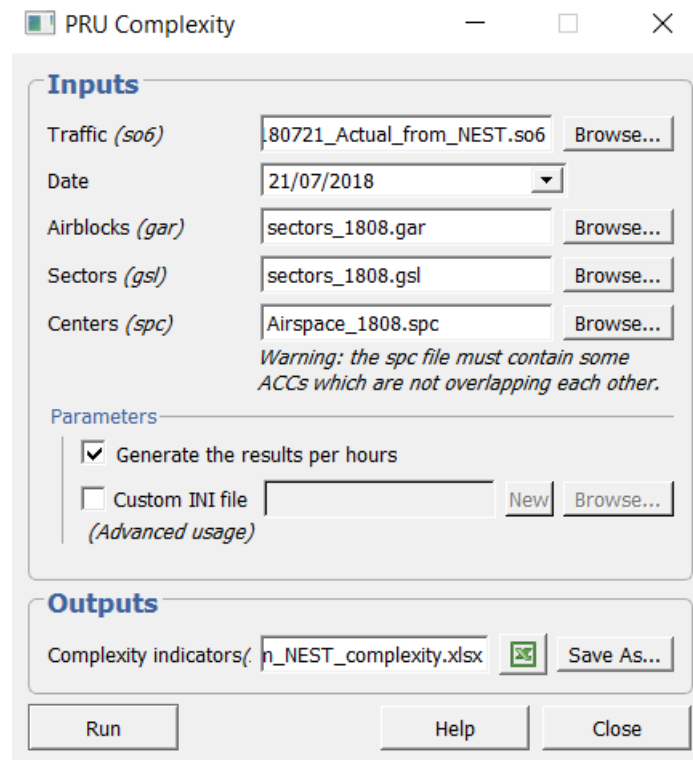 PRU Complexity
Inputs
Traffic (so6) 180721_Actual_from_NEST.so6 Browse...
Date 21/07/2018
Airblocks (gar) sectors_1808.gar Browse...
Sectors (gsl) sectors_1808.gsl Browse...
Centers (spc) Airspace_1808.spc Browse...
Warning: the spc file must contain some
ACCs which are not overlapping each other.
Parameters
Generate the results per hours
Custom INI file New Browse...
(Advanced usage)
Outputs
Complexity indicators(. n_NEST_complexity.xlsx Save As...
Run Help Close